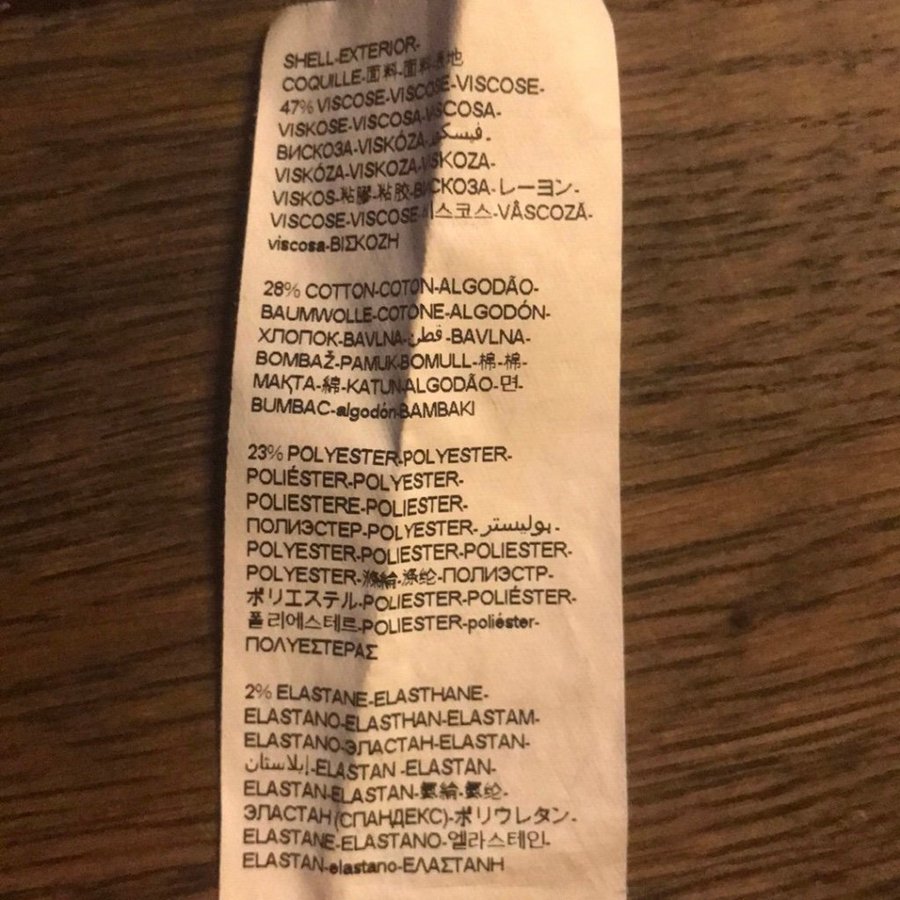 SHELL-EXTERIOR-
COQUILLE-面料-面料-表地
47% VISCOSE-VISCOSE-VISCOSE-
VISKOSE-VISCOSA-VISCOSA-
ВИСКОЗА-VISKÓZA-فيسكوز-
VISKÓZA-VISKOZA-VISKOZA-
VISKOS-粘膠-粘胶-ВИСКОЗА-レーヨン-
VISCOSE-VISCOSE-비스코스-VÂSCOZĂ-
viscosa-ΒΙΣΚΟΖΗ
28% COTTON-COTON-ALGODÃO-
BAUMWOLLE-COTONE-ALGODÓN-
ХЛОПОК-BAVLNA-قطن-BAVLNA-
BOMBAŽ-PAMUK-BOMULL-棉-棉-
МАҚТА-綿-KATUN-ALGODÃO-면-
BUMBAC-algodón-BAMBAKI
23% POLYESTER-POLYESTER-
POLIÉSTER-POLYESTER-
POLIESTERE-POLIESTER-
ПОЛИЭСТЕР-POLYESTER-بوليستر-
POLYESTER-POLIESTER-POLIESTER-
POLYESTER-滌綸-涤纶-ПОЛИЭСТР-
ポリエステル-POLIESTER-POLIÉSTER-
폴리에스테르-POLIESTER-poliéster-
ΠΟΛΥΕΣΤΕΡΑΣ
2% ELASTANE-ELASTHANE-
ELASTANO-ELASTHAN-ELASTAM-
ELASTANO-ЭЛАСТАН-ELASTAN-
إيلاستان-ELASTAN -ELASTAN-
ELASTAN-ELASTAN-氨綸-氨纶-
ЭЛАСТАН (СПАНДЕКС)-ポリウレタン-
ELASTANE-ELASTANO-엘라스테인-
ELASTAN-elastano-ΕΛΑΣΤΑΝΗ